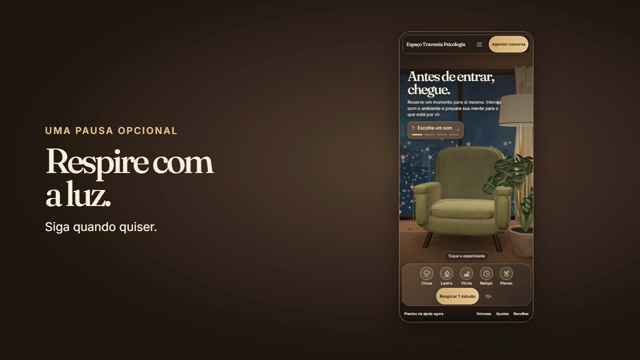 UMA PAUSA OPCIONAL
Respire com
a luz.
Siga quando quiser.
Espaço Travessia Psicologia
Agendar conversa
Antes de entrar,
chegue.
Reserve um momento para si mesmo. Interaja
com o ambiente e prepare sua mente para o
que está por vir.
1 · Escolha um som
Toque e experimente
Chuva Lareira Vitrola Relógio Plantas
Respirar 1 minuto
Preciso de ajuda agora Volumes Ajustes Recolher